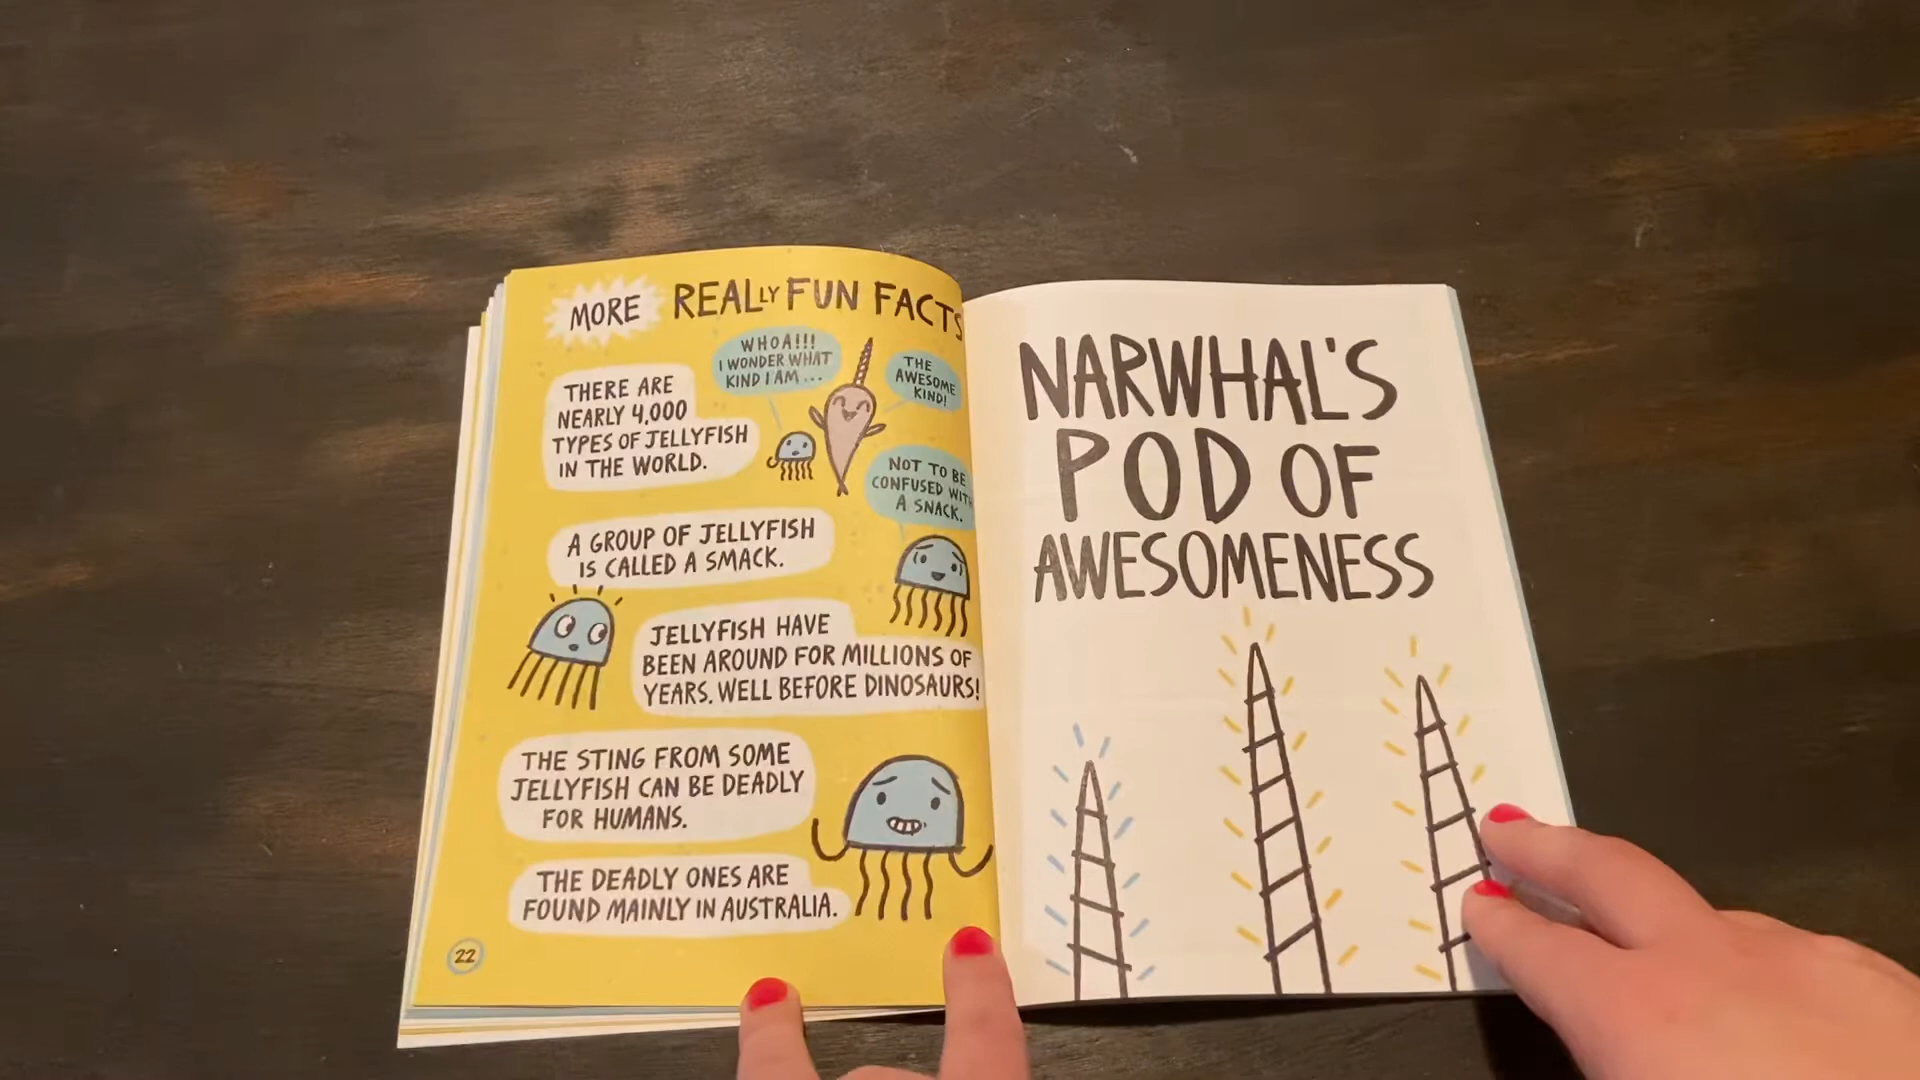 MORE REALLY FUN FACTS
WHOA!!!
I WONDER WHAT
KIND I AM...
THE
AWESOME
KIND!
THERE ARE
NEARLY 4,000
TYPES OF JELLYFISH
IN THE WORLD.
NOT TO BE
CONFUSED WITH
A SNACK.
A GROUP OF JELLYFISH
IS CALLED A SMACK.
JELLYFISH HAVE
BEEN AROUND FOR MILLIONS OF
YEARS. WELL BEFORE DINOSAURS!
THE STING FROM SOME
JELLYFISH CAN BE DEADLY
FOR HUMANS.
THE DEADLY ONES ARE
FOUND MAINLY IN AUSTRALIA.
22
NARWHAL'S
POD OF
AWESOMENESS